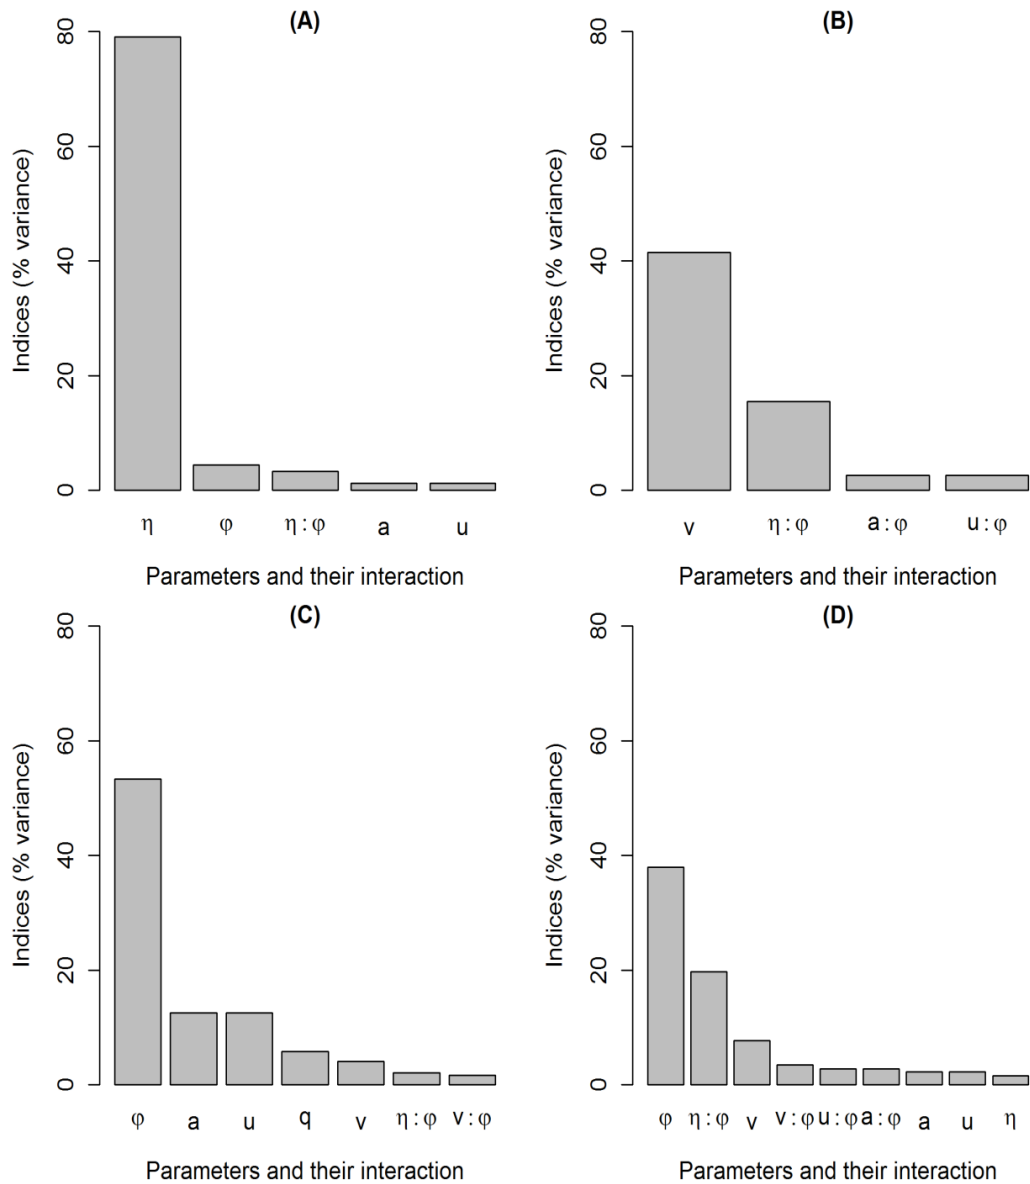 (A)
Indices (% variance)
80
60
40
20
0
η φ η : φ a u
Parameters and their interaction
(B)
Indices (% variance)
80
60
40
20
0
v η : φ a : φ u : φ
Parameters and their interaction
(C)
Indices (% variance)
80
60
40
20
0
φ a u q v η : φ v : φ
Parameters and their interaction
(D)
Indices (% variance)
80
60
40
20
0
φ η : φ v v : φ u : φ a : φ a u η
Parameters and their interaction